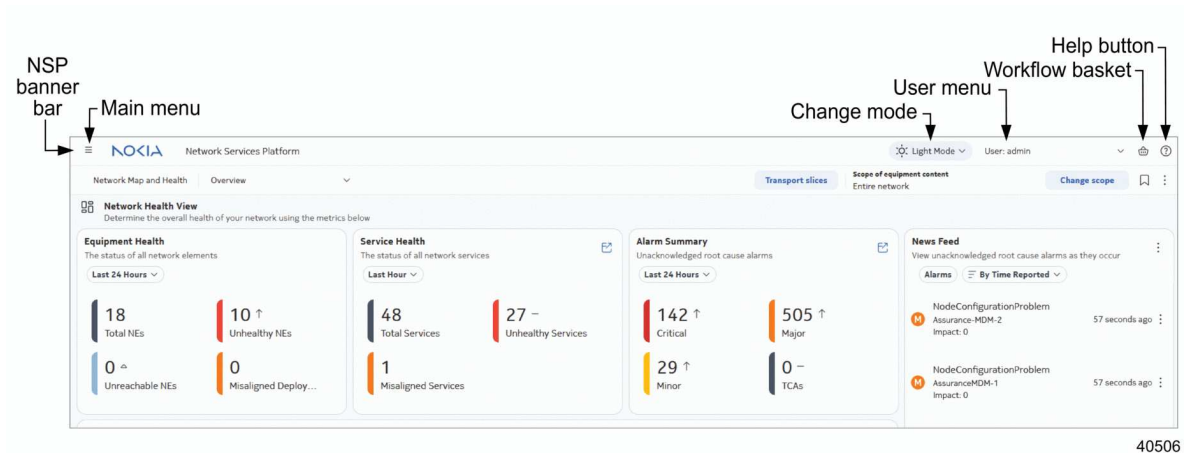 Help button
NSP
banner
bar
Workflow basket
Main menu
User menu
Change mode
NOKIA Network Services Platform
Light Mode
User: admin
Network Map and Health
Overview
Transport slices
Scope of equipment content
Entire network
Change scope
Network Health View
Determine the overall health of your network using the metrics below
Equipment Health
The status of all network elements
Last 24 Hours
18
Total NEs
10 ↑
Unhealthy NEs
0
Unreachable NEs
0
Misaligned Deploy...
Service Health
The status of all network services
Last Hour
48
Total Services
27 –
Unhealthy Services
1
Misaligned Services
Alarm Summary
Unacknowledged root cause alarms
Last 24 Hours
142 ↑
Critical
505 ↑
Major
29 ↑
Minor
0 –
TCAs
News Feed
View unacknowledged root cause alarms as they occur
Alarms
By Time Reported
M
NodeConfigurationProblem
Assurance-MDM-2
Impact: 0
57 seconds ago
M
NodeConfigurationProblem
AssuranceMDM-1
Impact: 0
57 seconds ago
40506